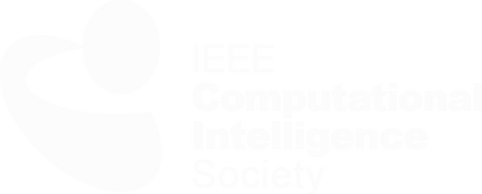 IEEE
Computational
Intelligence
Society